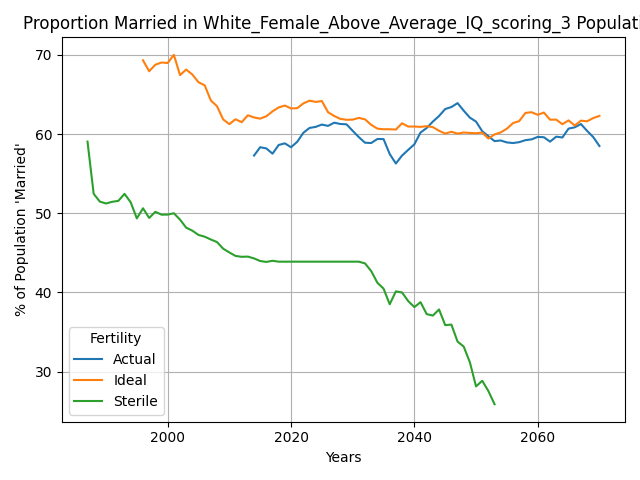 Proportion Married in White_Female_Above_Average_IQ_scoring_3 Populati
70
60
50
40
30
% of Population 'Married'
Fertility
Actual
Ideal
Sterile
2000 2020 2040 2060
Years